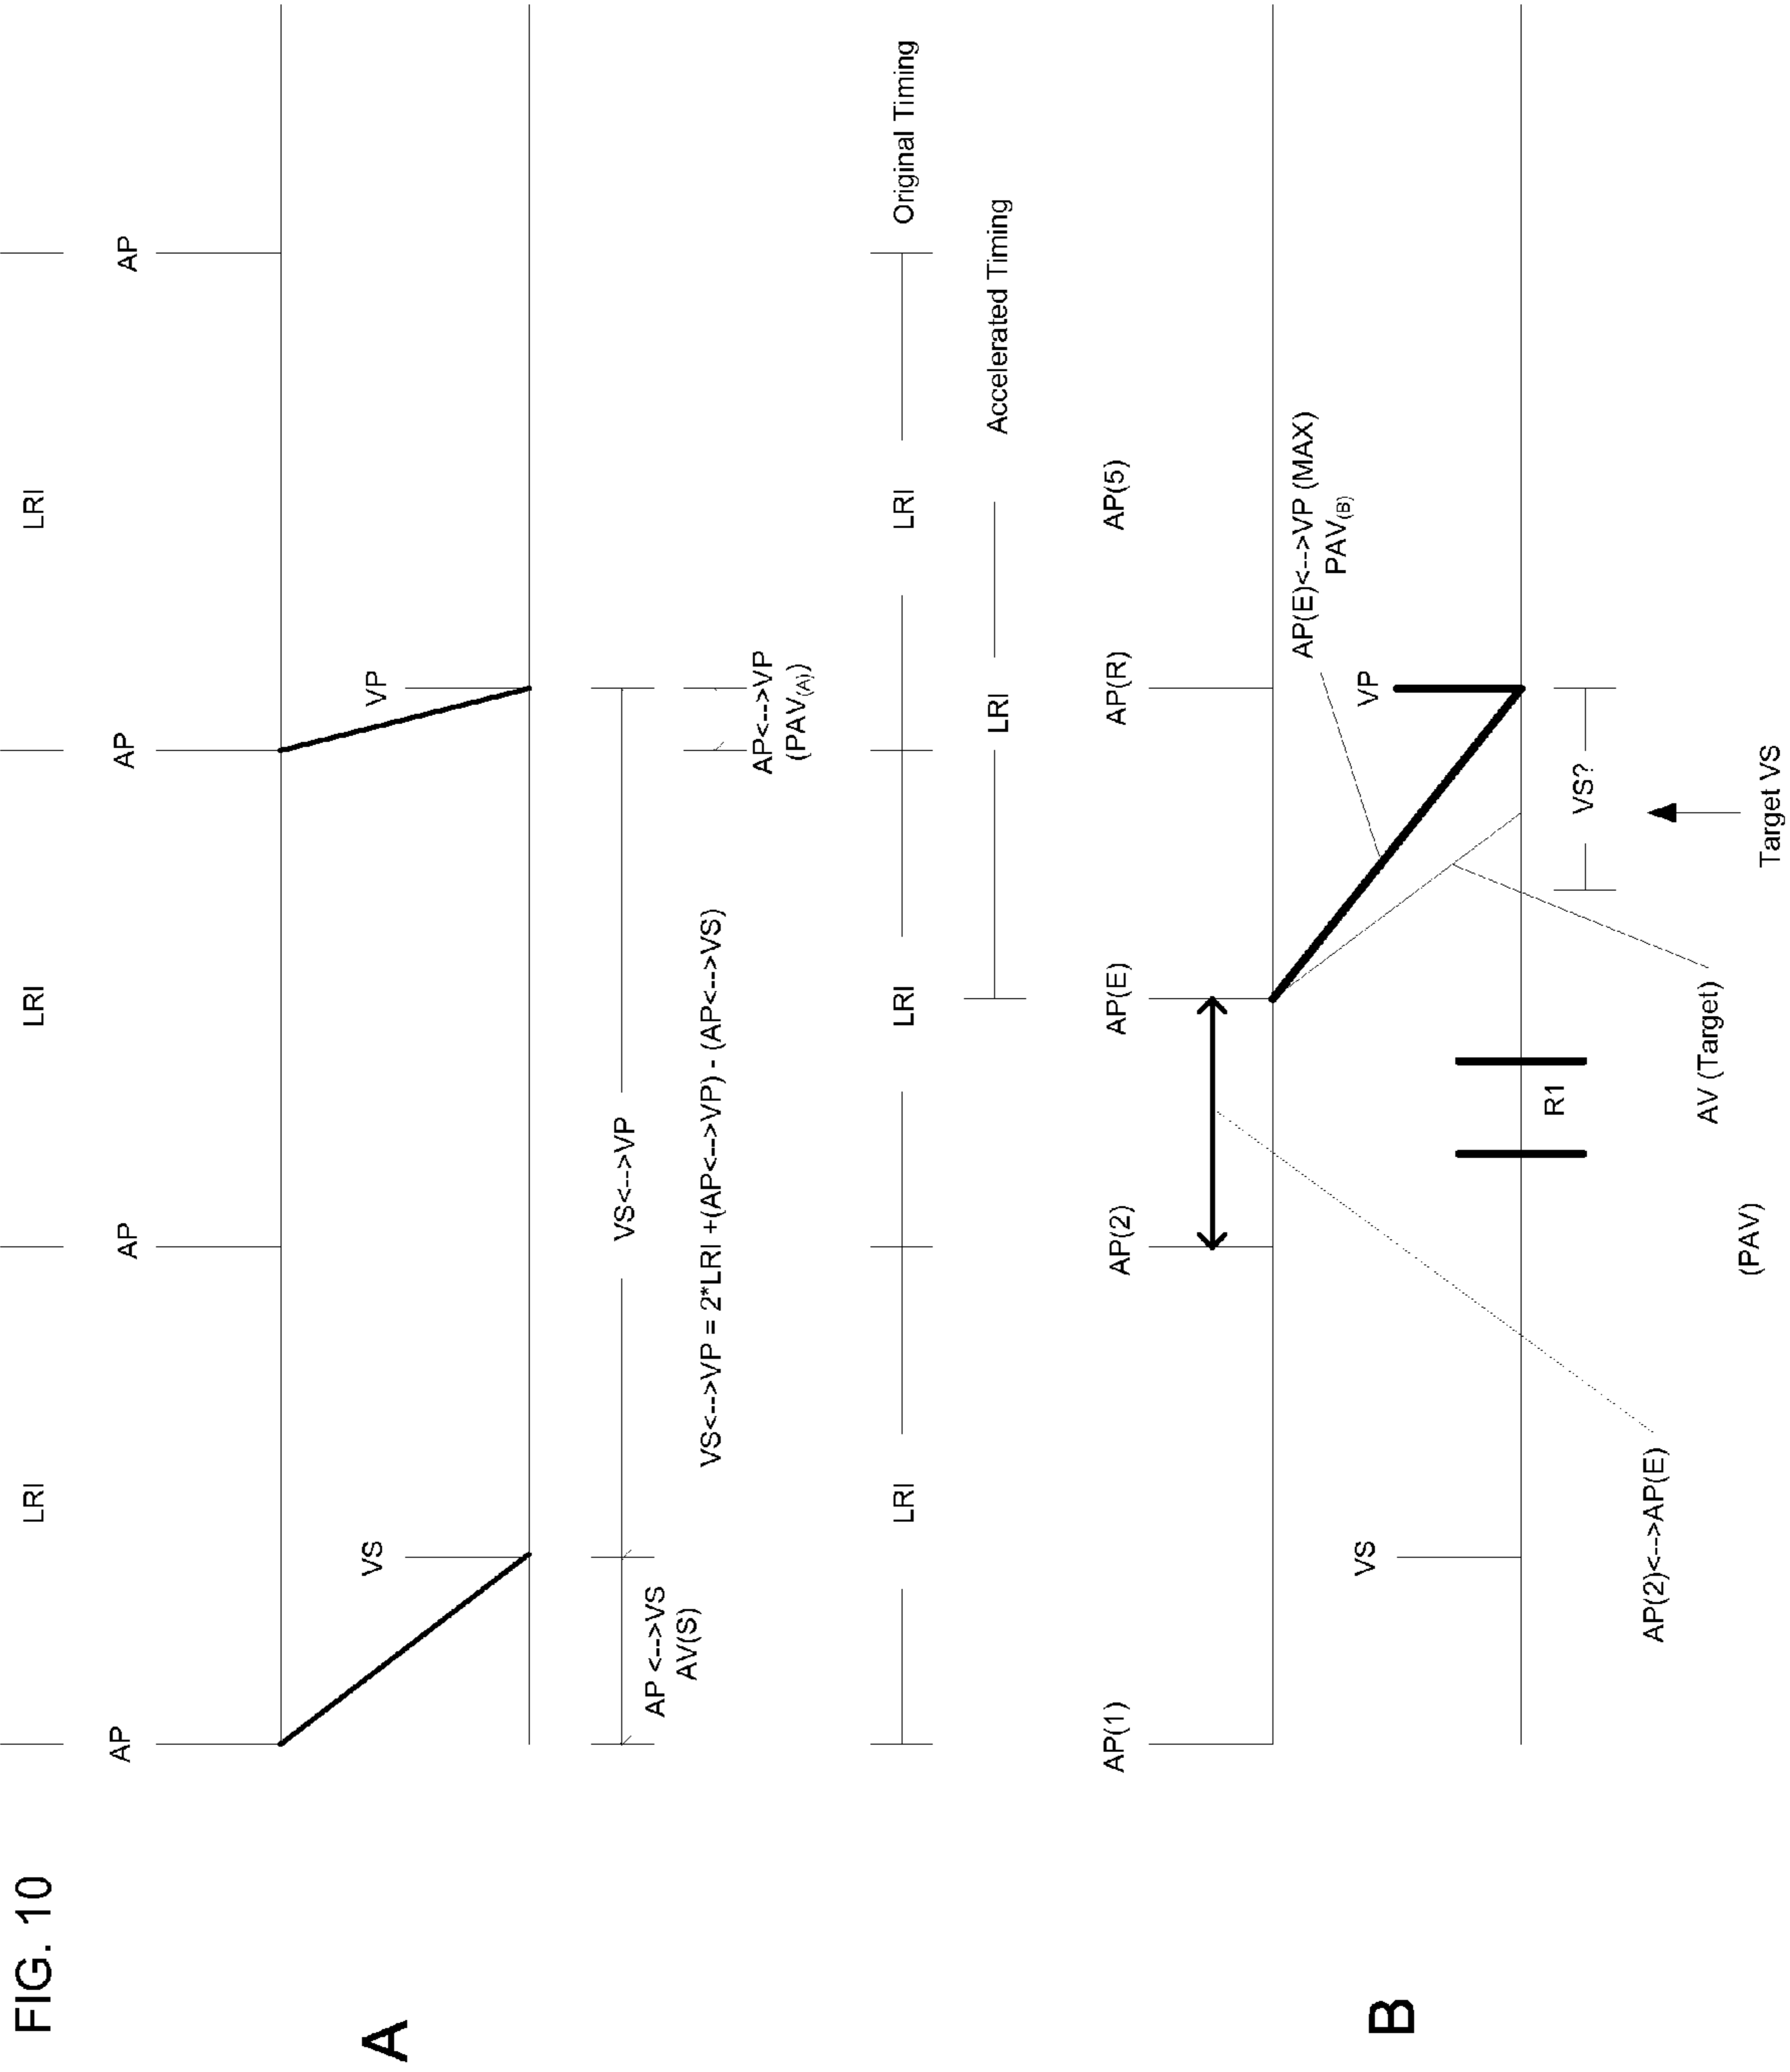 FIG. 10
A
LRI
LRI
LRI
AP
AP
AP
AP
VS
VP
VS<-->VP
AP <-->VS
AV(S)
VS<-->VP = 2*LRI +(AP<-->VP) - (AP<-->VS)
AP<-->VP
(PAV(A))
LRI
LRI
LRI
Original Timing
LRI
Accelerated Timing
B
AP(1)
AP(2)
AP(E)
AP(R)
AP(5)
AP(E)<-->VP (MAX)
PAV(B)
VS
VP
R1
VS?
AP(2)<-->AP(E)
AV (Target)
(PAV)
Target VS